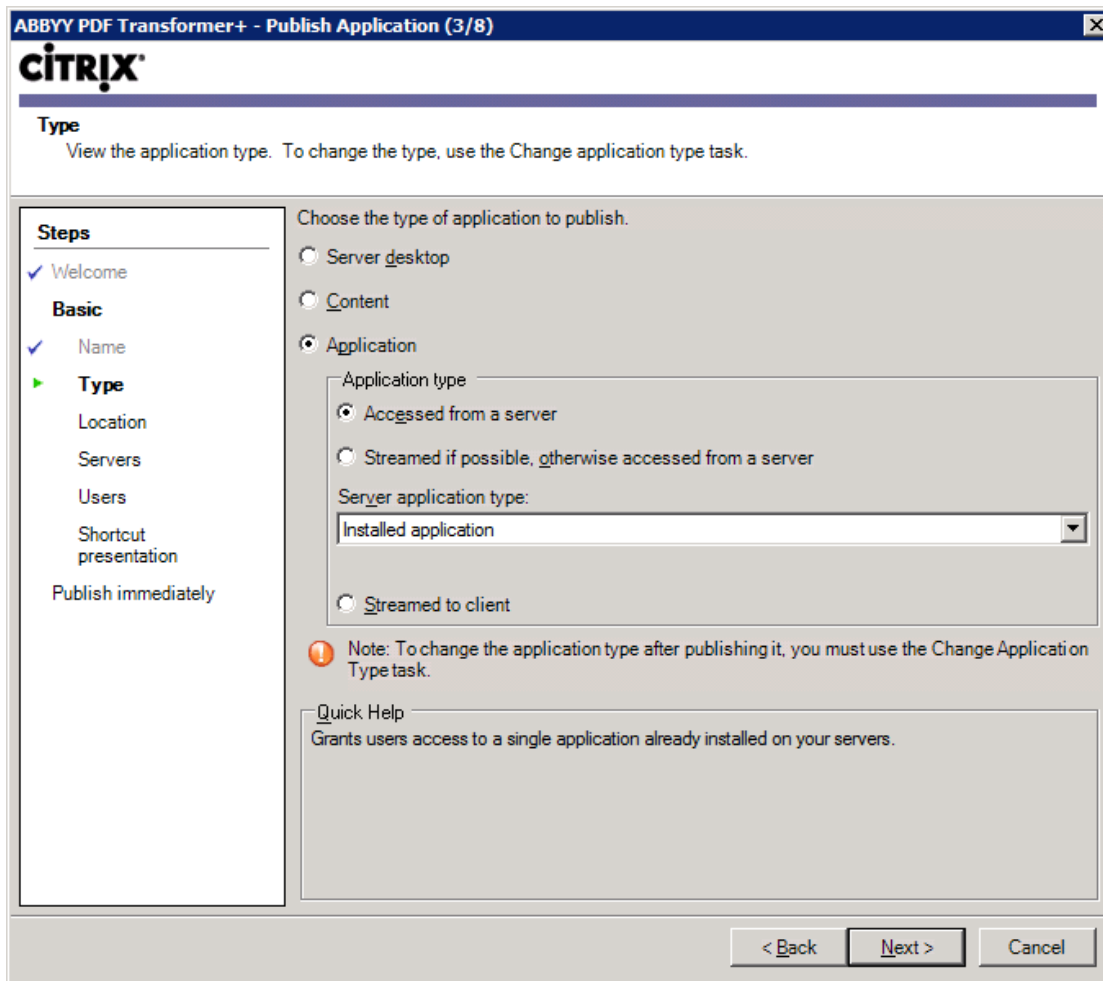 ABBYY PDF Transformer+ - Publish Application (3/8)
CITRIX
Type
View the application type. To change the type, use the Change application type task.
Steps
Welcome
Basic
Name
Type
Location
Servers
Users
Shortcut
presentation
Publish immediately
Choose the type of application to publish.
Server desktop
Content
Application
Application type
Accessed from a server
Streamed if possible, otherwise accessed from a server
Server application type:
Installed application
Streamed to client
Note: To change the application type after publishing it, you must use the Change Application
Type task.
Quick Help
Grants users access to a single application already installed on your servers.
< Back
Next >
Cancel